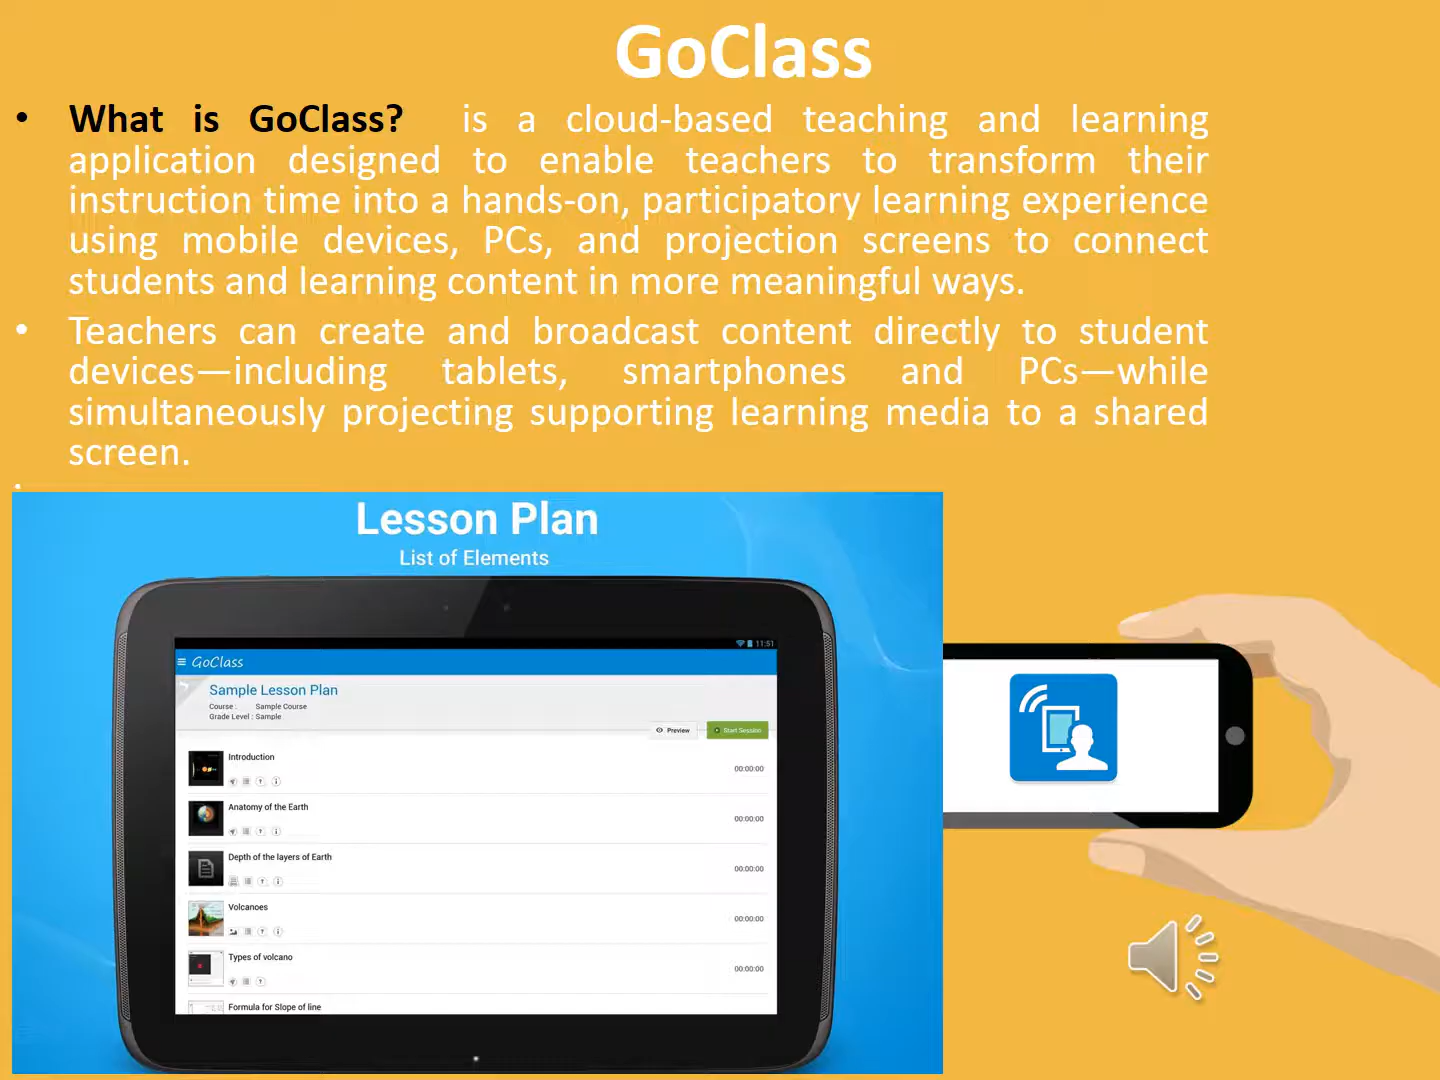 GoClass
• What is GoClass? is a cloud-based teaching and learning
application designed to enable teachers to transform their
instruction time into a hands-on, participatory learning experience
using mobile devices, PCs, and projection screens to connect
students and learning content in more meaningful ways.
• Teachers can create and broadcast content directly to student
devices—including tablets, smartphones and PCs—while
simultaneously projecting supporting learning media to a shared
screen.
•
Lesson Plan
List of Elements
11:51
GoClass
Sample Lesson Plan
Course : Sample Course
Grade Level : Sample
Preview Start Session
Introduction
00:00:00
Anatomy of the Earth
00:00:00
Depth of the layers of Earth
00:00:00
Volcanoes
00:00:00
Types of volcano
00:00:00
Formula for Slope of line